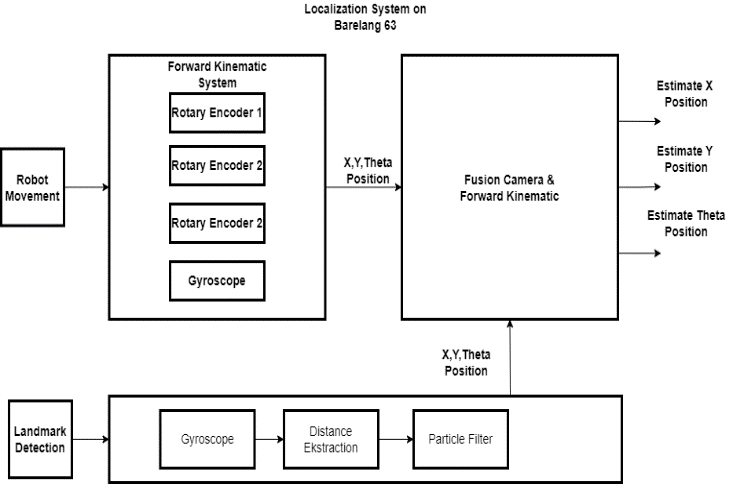 Localization System on
Barelang 63
Forward Kinematic
System
Rotary Encoder 1
Rotary Encoder 2
Rotary Encoder 2
Gyroscope
Robot
Movement
X,Y,Theta
Position
Fusion Camera &
Forward Kinematic
Estimate X
Position
Estimate Y
Position
Estimate Theta
Position
X,Y,Theta
Position
Landmark
Detection
Gyroscope
Distance
Ekstraction
Particle Filter